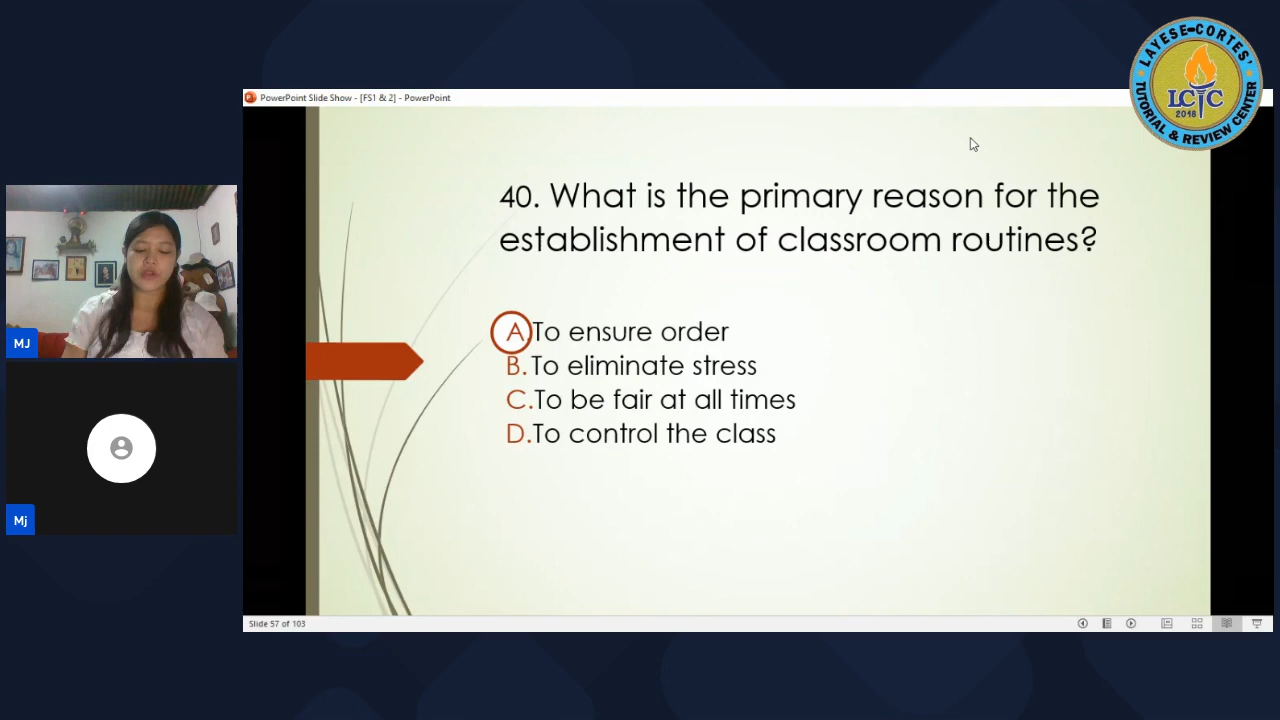 LAYESE-CORTES'
LCTC
2018
TUTORIAL & REVIEW CENTER
PowerPoint Slide Show - [FS1 & 2] - PowerPoint
40. What is the primary reason for the
establishment of classroom routines?
A. To ensure order
B. To eliminate stress
C. To be fair at all times
D. To control the class
MJ
Mj
Slide 57 of 103